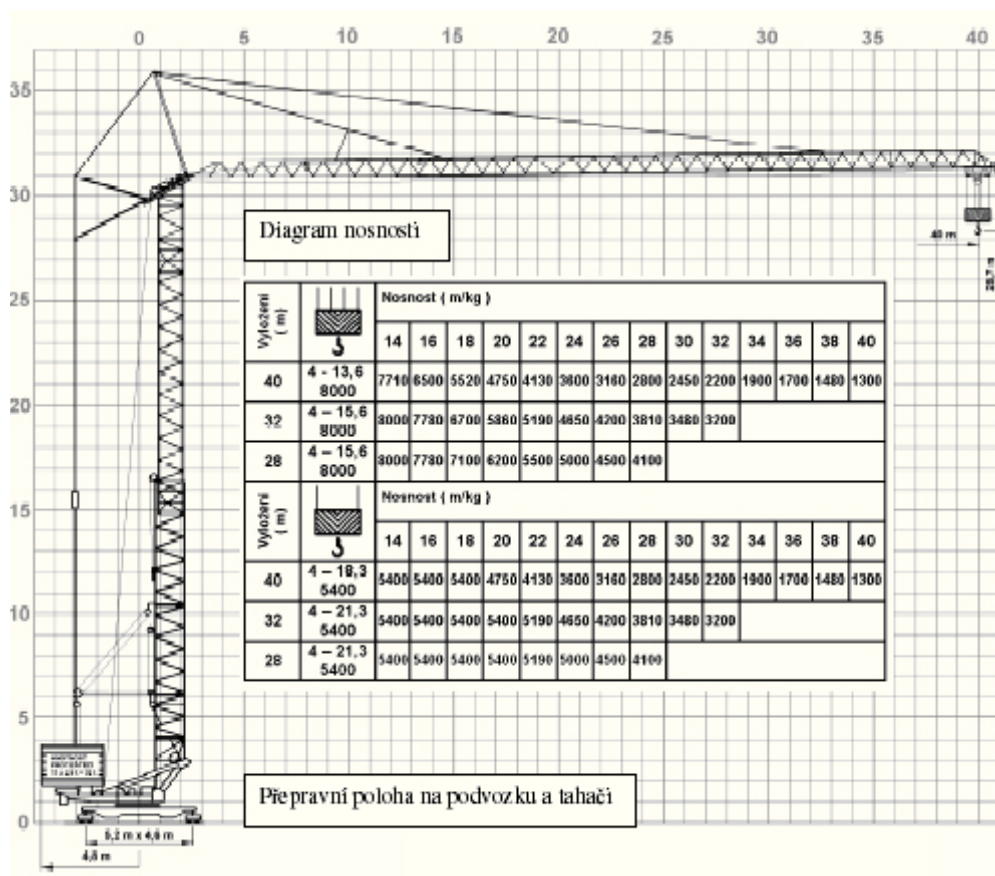 0 10 15 20 25 30 35 40
35
30
Diagram nosnosti
40 m
25
Vyložení ( m) Nosnost ( m/kg )
14 16 18 20 22 24 26 28 30 32 34 36 38 40
40 4 - 13,6 8000 7710 6500 5520 4750 4130 3600 3160 2800 2450 2200 1900 1700 1480 1300
32 4 – 15,6 8000 8000 7780 6700 5860 5190 4650 4200 3810 3480 3200
28 4 – 15,6 8000 8000 7780 7100 6200 5500 5000 4500 4100
20
15
Vyložení ( m) Nosnost ( m/kg )
14 16 18 20 22 24 26 28 30 32 34 36 38 40
40 4 – 18,3 5400 5400 5400 5400 4750 4130 3600 3160 2800 2450 2200 1900 1700 1480 1300
32 4 – 21,3 5400 5400 5400 5400 5400 5190 4650 4200 3810 3480 3200
28 4 – 21,3 5400 5400 5400 5400 5400 5190 5000 4500 4100
10
5
Přepravní poloha na podvozku a tahači
0
5,2 m x 4,6 m
4,8 m